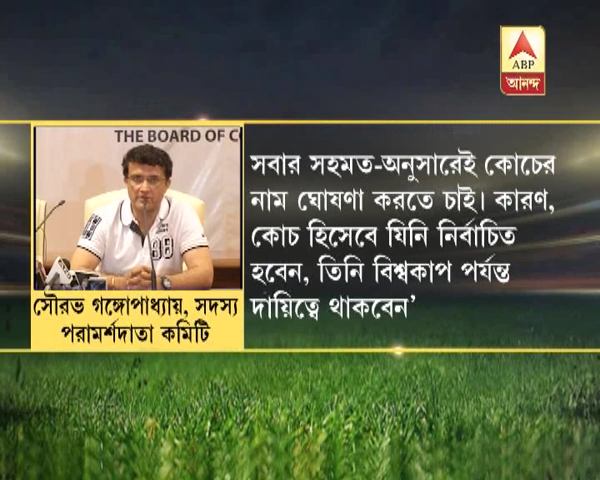 ABP
আনন্দ
THE BOARD OF C
সবার সহমত-অনুসারেই কোচের
নাম ঘোষণা করতে চাই। কারণ,
কোচ হিসেবে যিনি নির্বাচিত
হবেন, তিনি বিশ্বকাপ পর্যন্ত
দায়িত্বে থাকবেন’
সৌরভ গঙ্গোপাধ্যায়, সদস্য
পরামর্শদাতা কমিটি